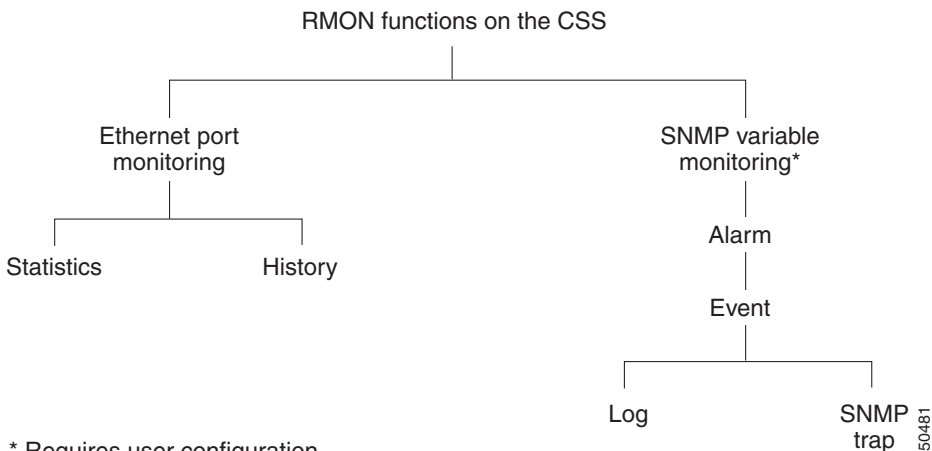 RMON functions on the CSS
Ethernet port
monitoring
SNMP variable
monitoring*
Alarm
Statistics
History
Event
Log
SNMP
trap
* Requires user configuration
50481